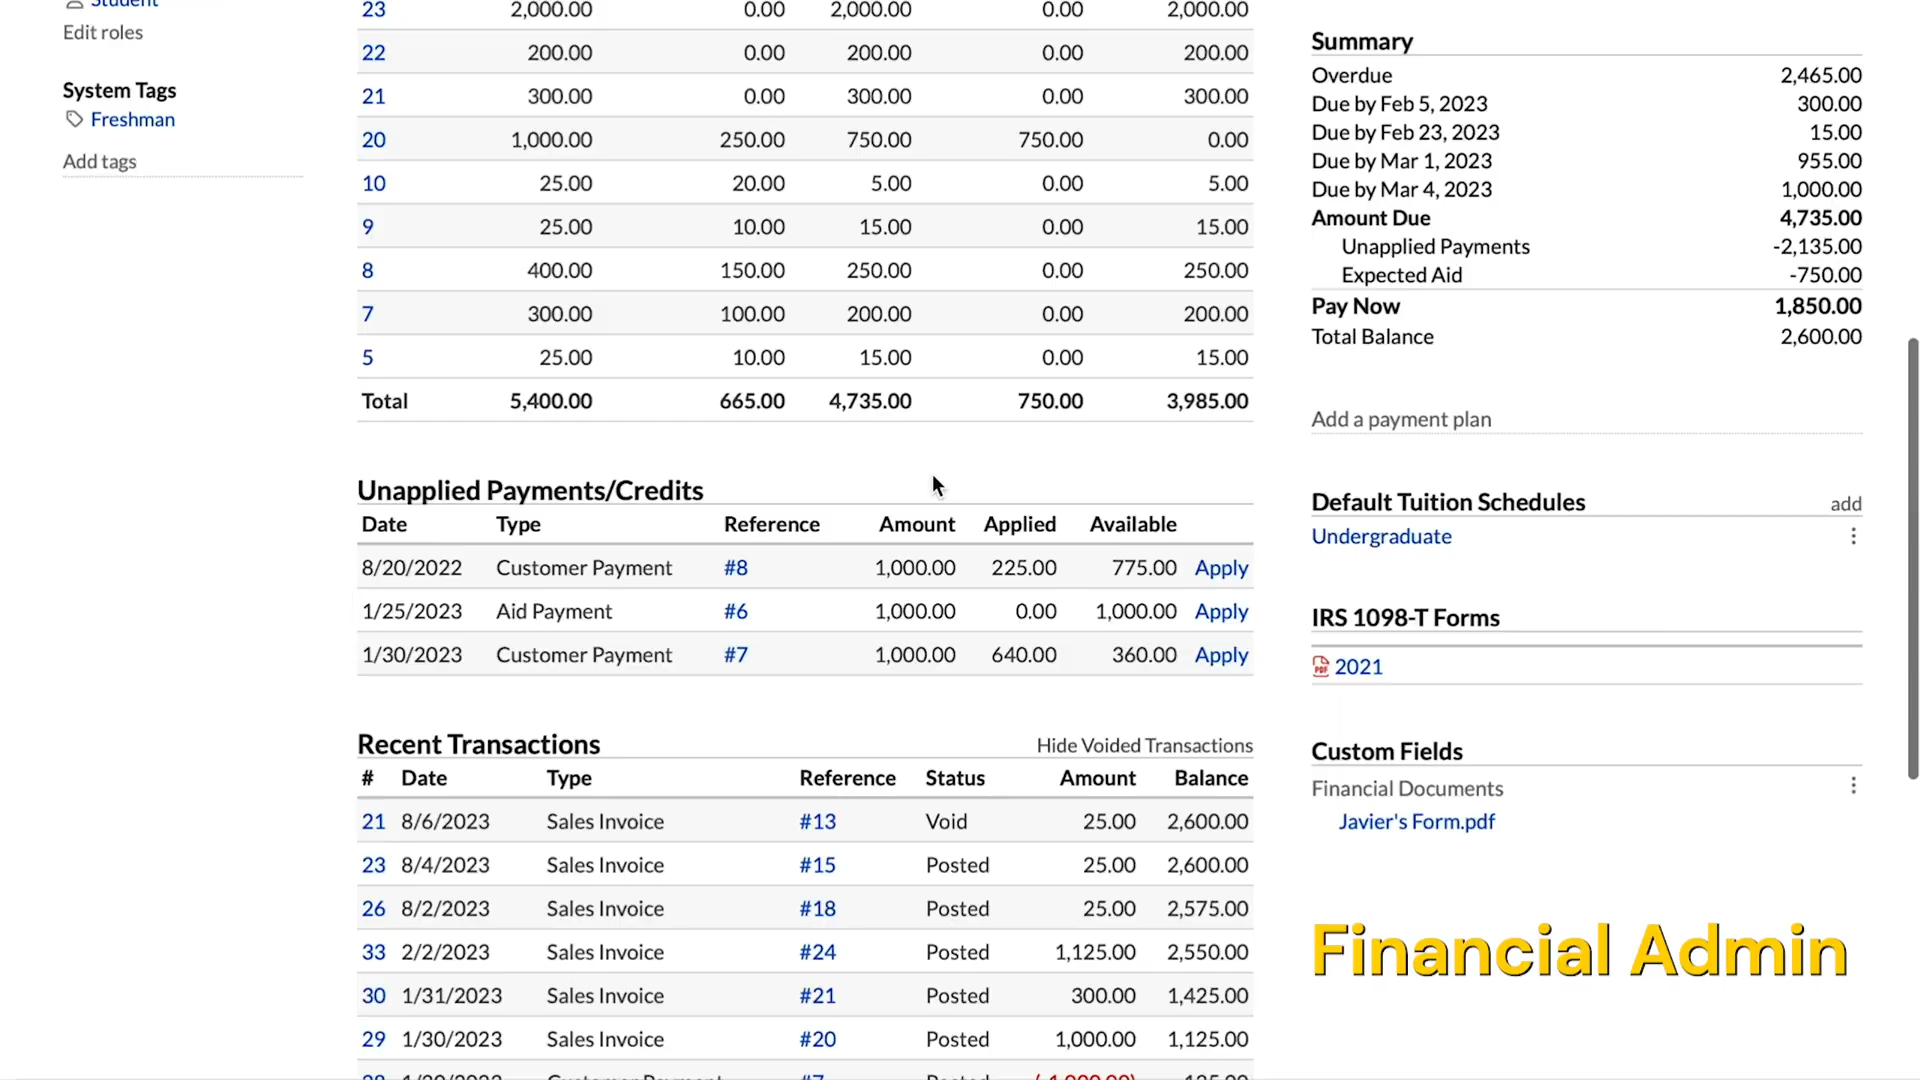 Student
Edit roles
System Tags
Freshman
Add tags
23 2,000.00 0.00 2,000.00 0.00 2,000.00
22 200.00 0.00 200.00 0.00 200.00
21 300.00 0.00 300.00 0.00 300.00
20 1,000.00 250.00 750.00 750.00 0.00
10 25.00 20.00 5.00 0.00 5.00
9 25.00 10.00 15.00 0.00 15.00
8 400.00 150.00 250.00 0.00 250.00
7 300.00 100.00 200.00 0.00 200.00
5 25.00 10.00 15.00 0.00 15.00
Total 5,400.00 665.00 4,735.00 750.00 3,985.00
Unapplied Payments/Credits
Date Type Reference Amount Applied Available
8/20/2022 Customer Payment #8 1,000.00 225.00 775.00 Apply
1/25/2023 Aid Payment #6 1,000.00 0.00 1,000.00 Apply
1/30/2023 Customer Payment #7 1,000.00 640.00 360.00 Apply
Recent Transactions Hide Voided Transactions
# Date Type Reference Status Amount Balance
21 8/6/2023 Sales Invoice #13 Void 25.00 2,600.00
23 8/4/2023 Sales Invoice #15 Posted 25.00 2,600.00
26 8/2/2023 Sales Invoice #18 Posted 25.00 2,575.00
33 2/2/2023 Sales Invoice #24 Posted 1,125.00 2,550.00
30 1/31/2023 Sales Invoice #21 Posted 300.00 1,425.00
29 1/30/2023 Sales Invoice #20 Posted 1,000.00 1,125.00
28 1/30/2023 Customer Payment #7 Posted (-1,000.00) 125.00
Summary
Overdue 2,465.00
Due by Feb 5, 2023 300.00
Due by Feb 23, 2023 15.00
Due by Mar 1, 2023 955.00
Due by Mar 4, 2023 1,000.00
Amount Due 4,735.00
Unapplied Payments -2,135.00
Expected Aid -750.00
Pay Now 1,850.00
Total Balance 2,600.00
Add a payment plan
Default Tuition Schedules add
Undergraduate
IRS 1098-T Forms
PDF 2021
Custom Fields
Financial Documents
Javier's Form.pdf
Financial Admin